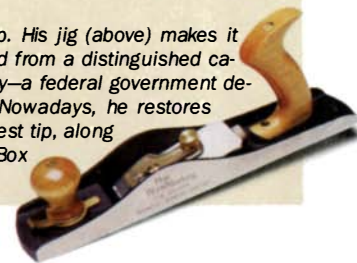 p. His jig (above) makes it
d from a distinguished ca-
y—a federal government de-
Nowadays, he restores
est tip, along
Box